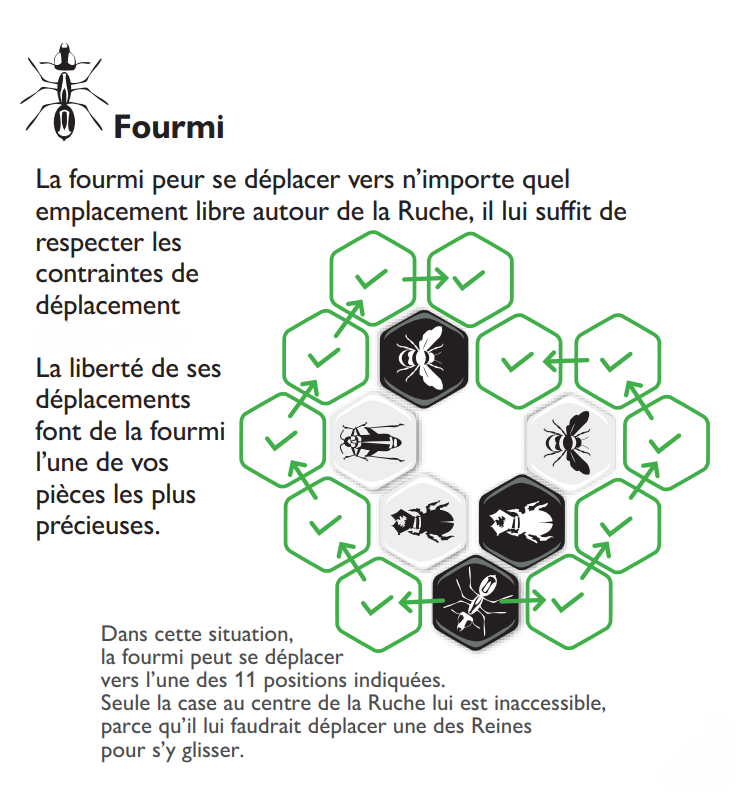 Fourmi
La fourmi peur se déplacer vers n’importe quel
emplacement libre autour de la Ruche, il lui suffit de
respecter les
contraintes de
déplacement
La liberté de ses
déplacements
font de la fourmi
l’une de vos
pièces les plus
précieuses.
Dans cette situation,
la fourmi peut se déplacer
vers l’une des 11 positions indiquées.
Seule la case au centre de la Ruche lui est inaccessible,
parce qu’il lui faudrait déplacer une des Reines
pour s’y glisser.